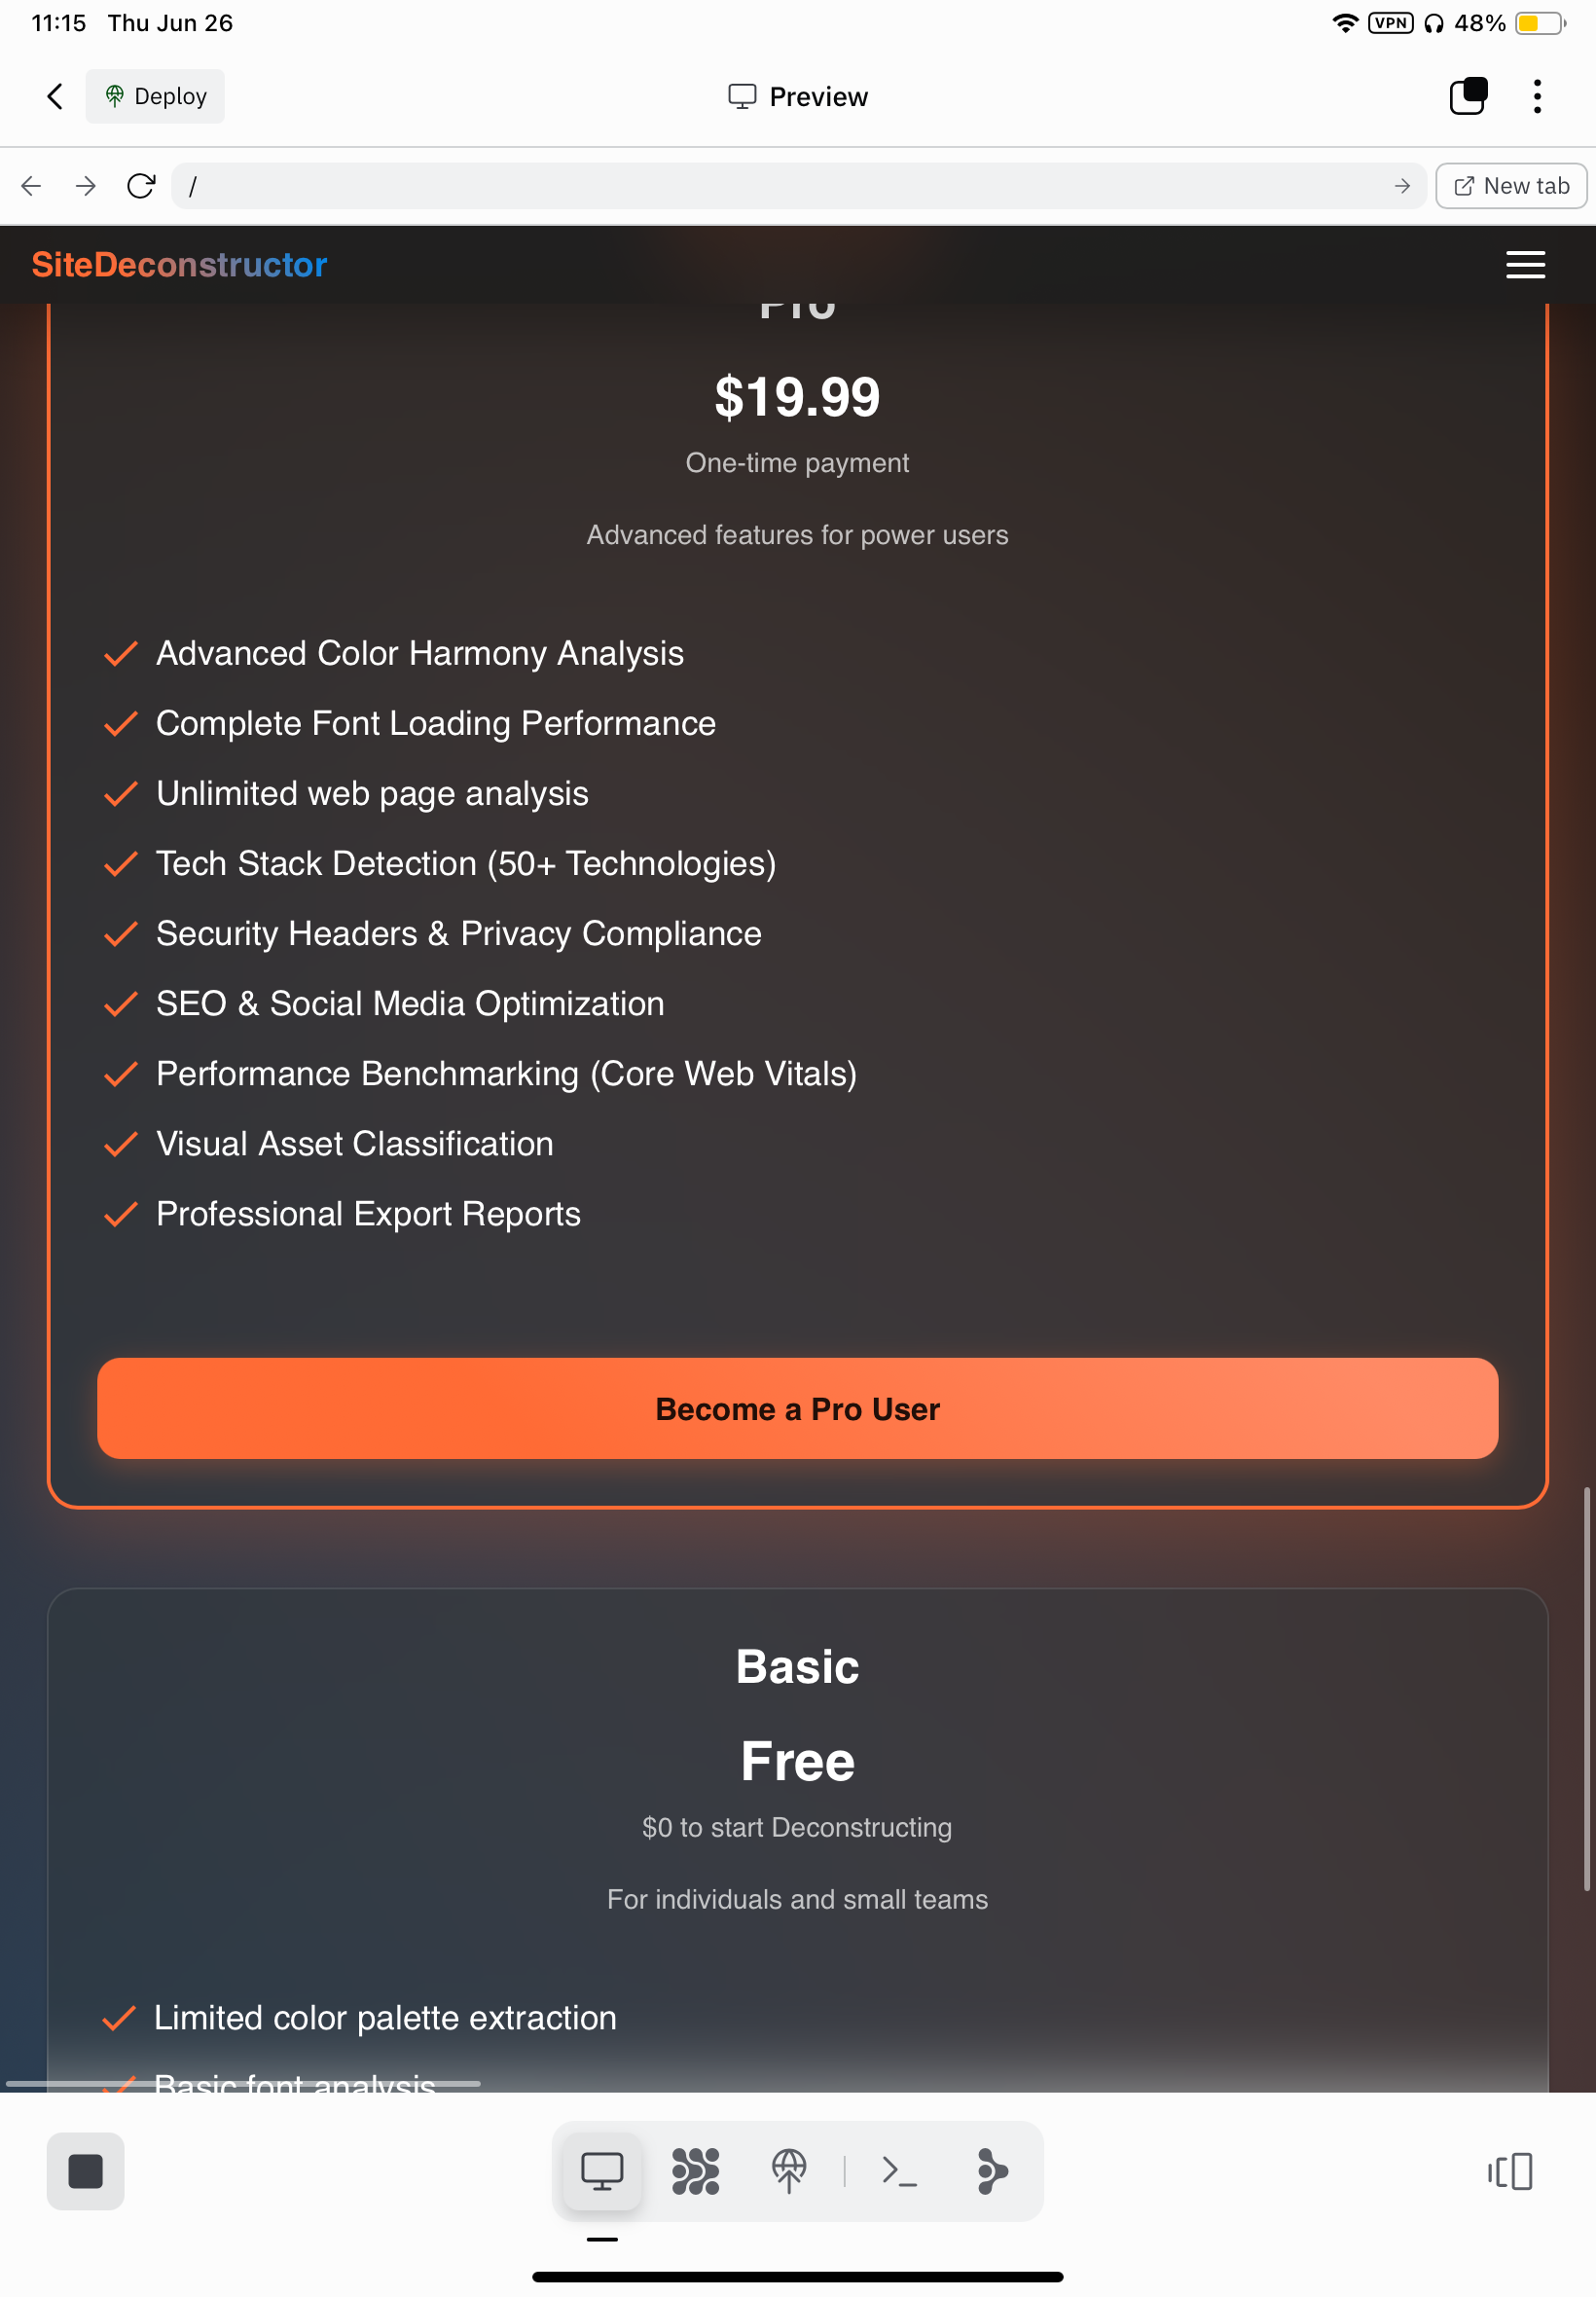 11:15 Thu Jun 26
VPN 48%
Deploy
Preview
/
New tab
SiteDeconstructor
Pro
$19.99
One-time payment
Advanced features for power users
Advanced Color Harmony Analysis
Complete Font Loading Performance
Unlimited web page analysis
Tech Stack Detection (50+ Technologies)
Security Headers & Privacy Compliance
SEO & Social Media Optimization
Performance Benchmarking (Core Web Vitals)
Visual Asset Classification
Professional Export Reports
Become a Pro User
Basic
Free
$0 to start Deconstructing
For individuals and small teams
Limited color palette extraction
Basic font analysis